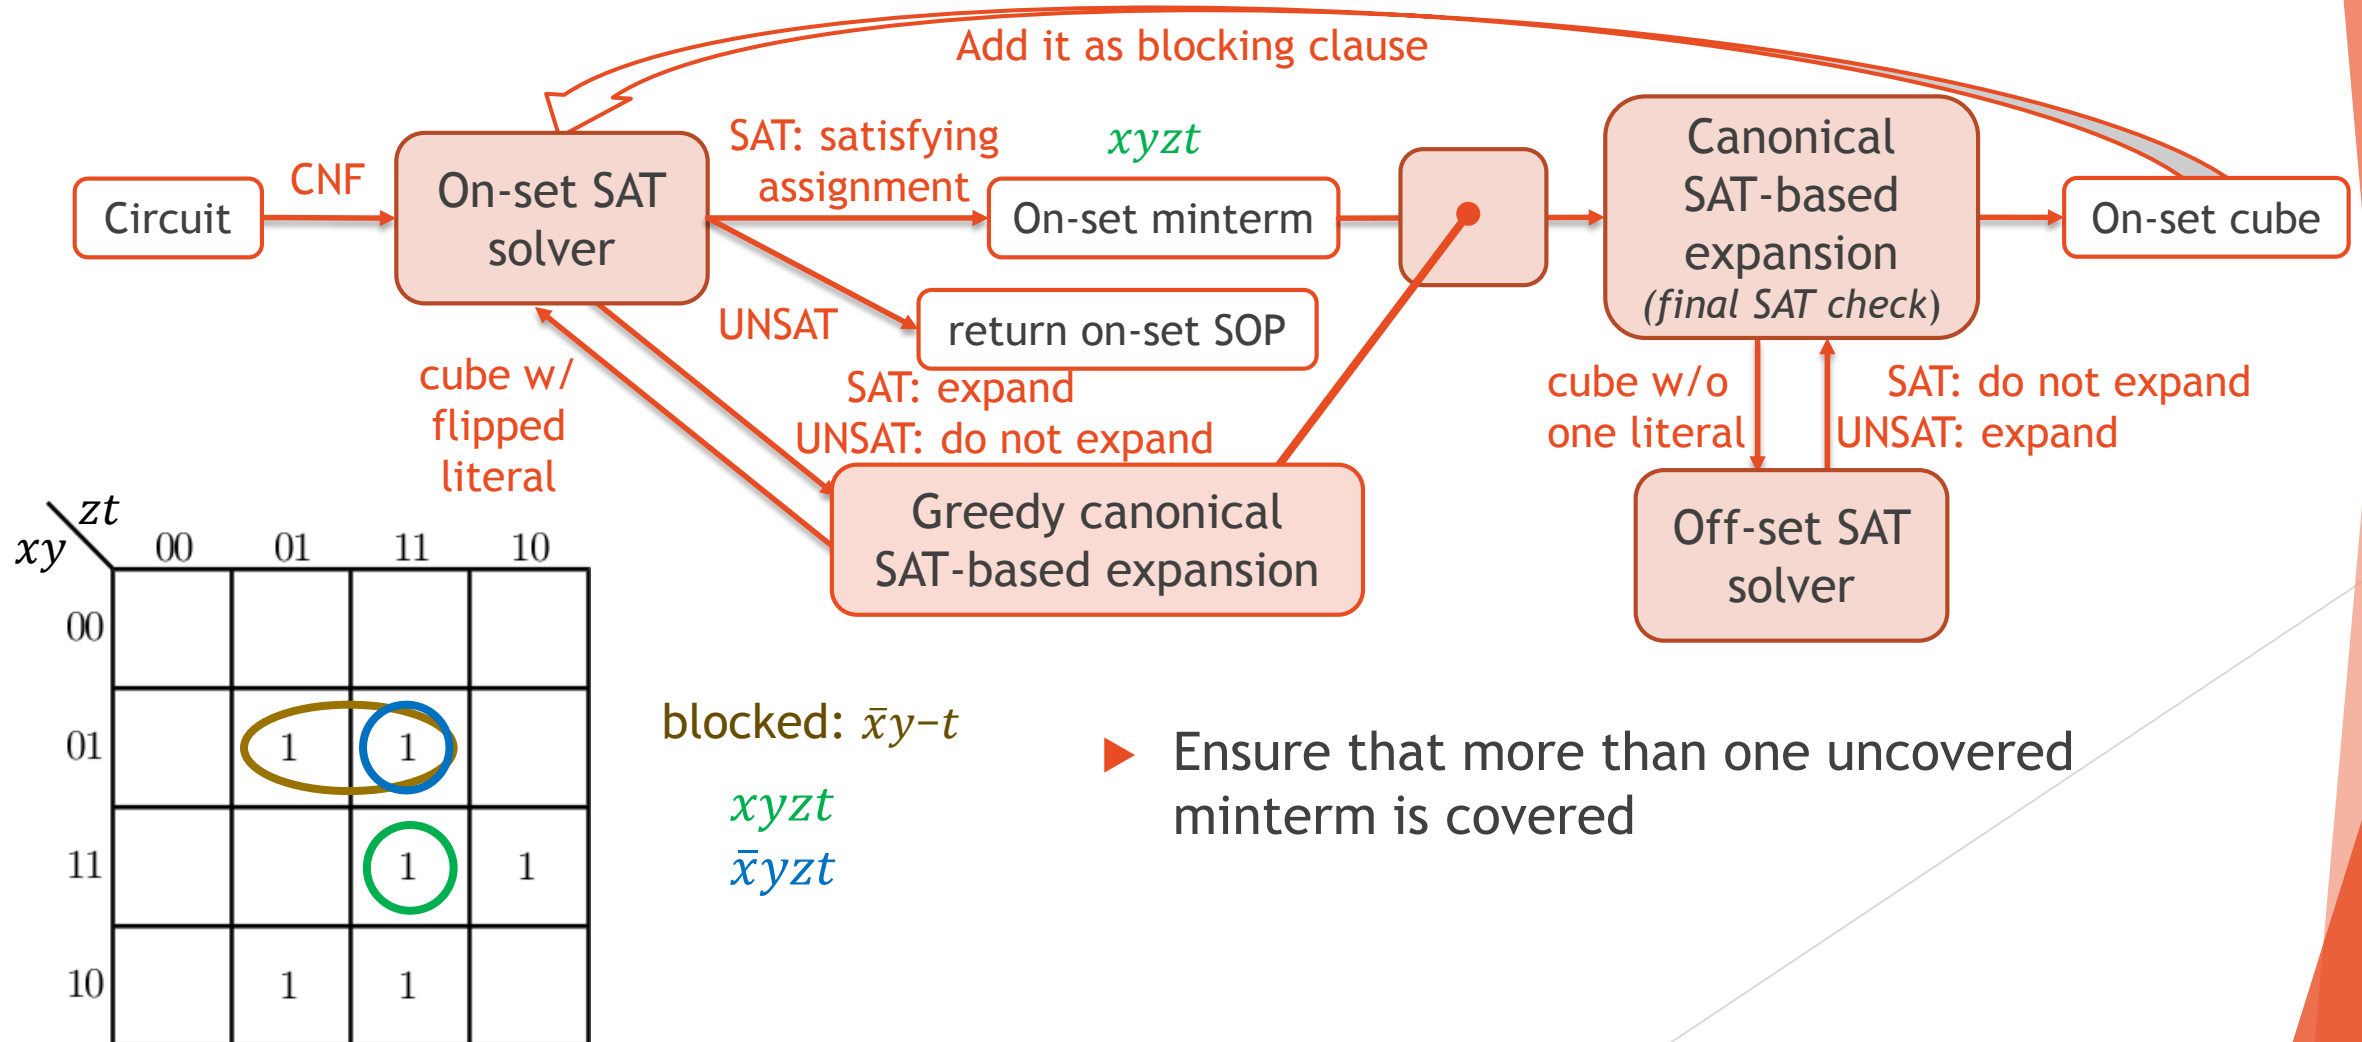 Add it as blocking clause
Circuit
CNF
On-set SAT
solver
SAT: satisfying
assignment
xyzt
On-set minterm
UNSAT
return on-set SOP
Canonical
SAT-based
expansion
(final SAT check)
On-set cube
cube w/
flipped
literal
SAT: expand
UNSAT: do not expand
Greedy canonical
SAT-based expansion
cube w/o
one literal
SAT: do not expand
UNSAT: expand
Off-set SAT
solver
zt
xy
00 01 11 10
00
01 1 1
11 1 1
10 1 1
blocked: x̄y−t
xyzt
x̄yzt
Ensure that more than one uncovered
minterm is covered